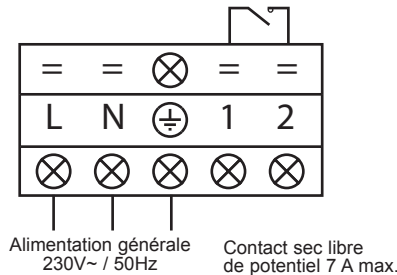 = = = =
L N 1 2
Alimentation générale
230V~ / 50Hz
Contact sec libre
de potentiel 7 A max.